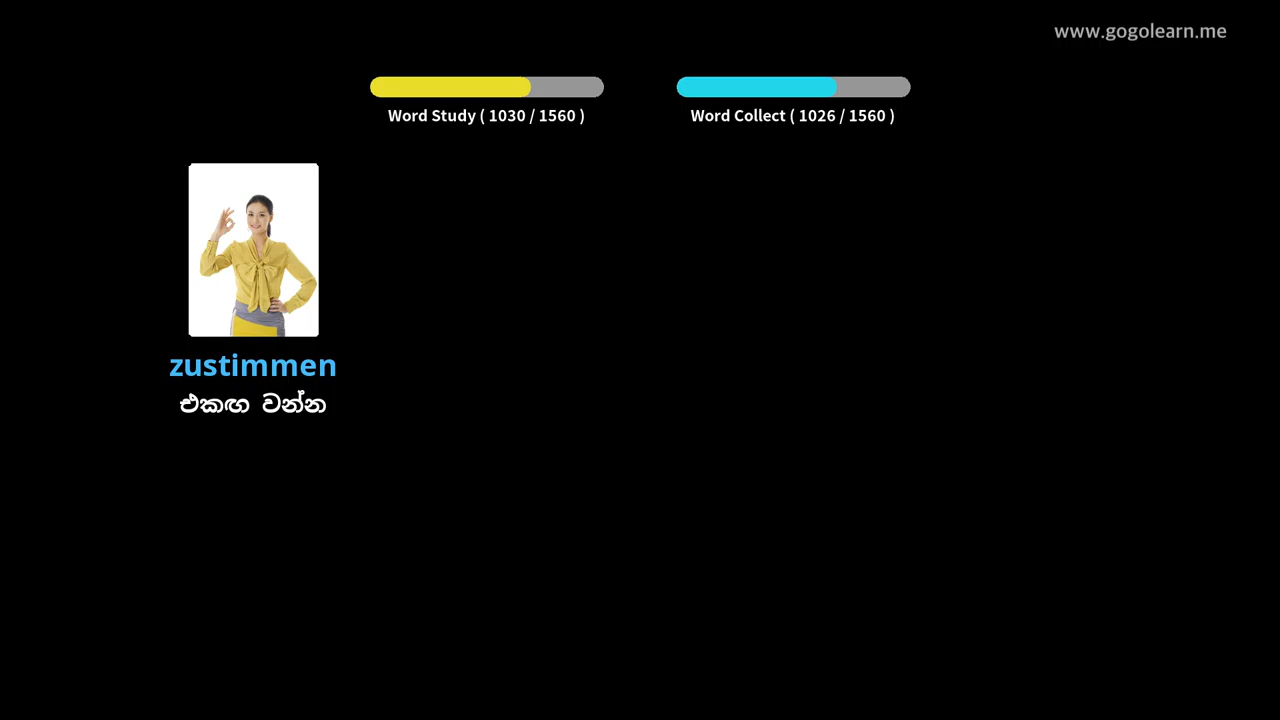 www.gogolearn.me
Word Study ( 1030 / 1560 )
Word Collect ( 1026 / 1560 )
zustimmen
එකඟ වන්න